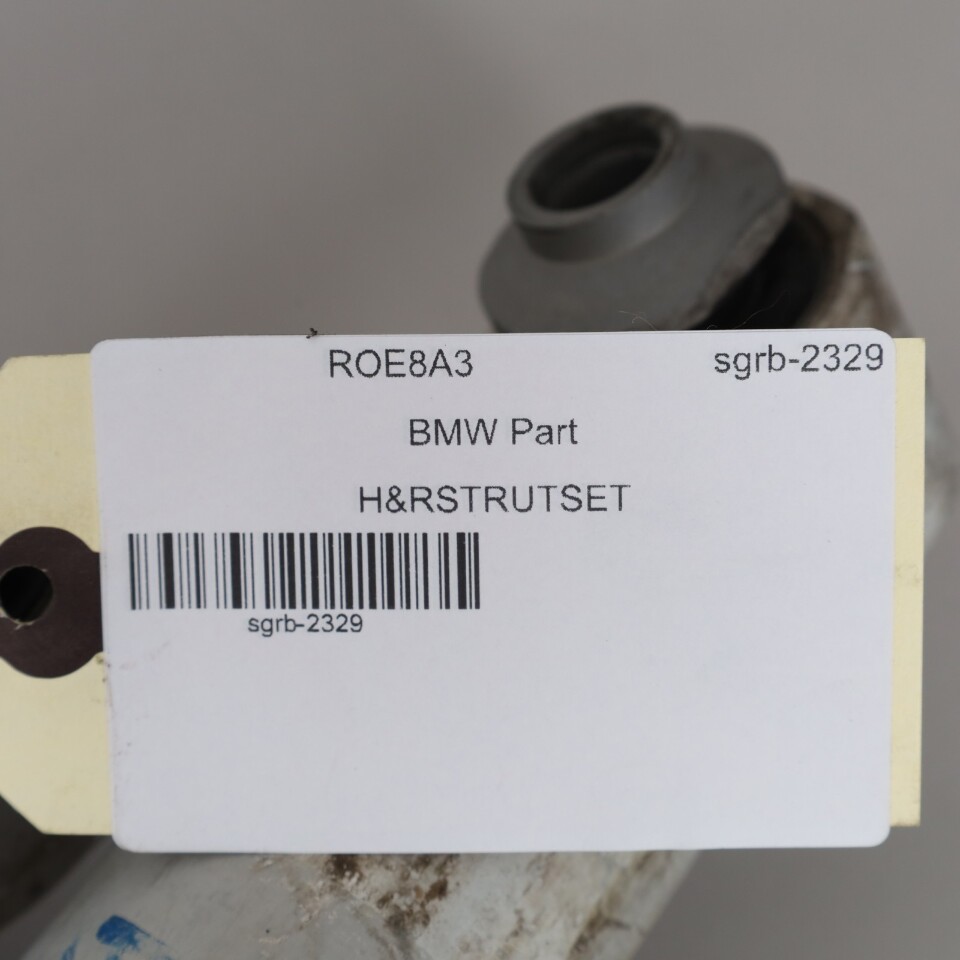 ROE8A3 sgrb-2329
BMW Part
H&RSTRUTSET
sgrb-2329